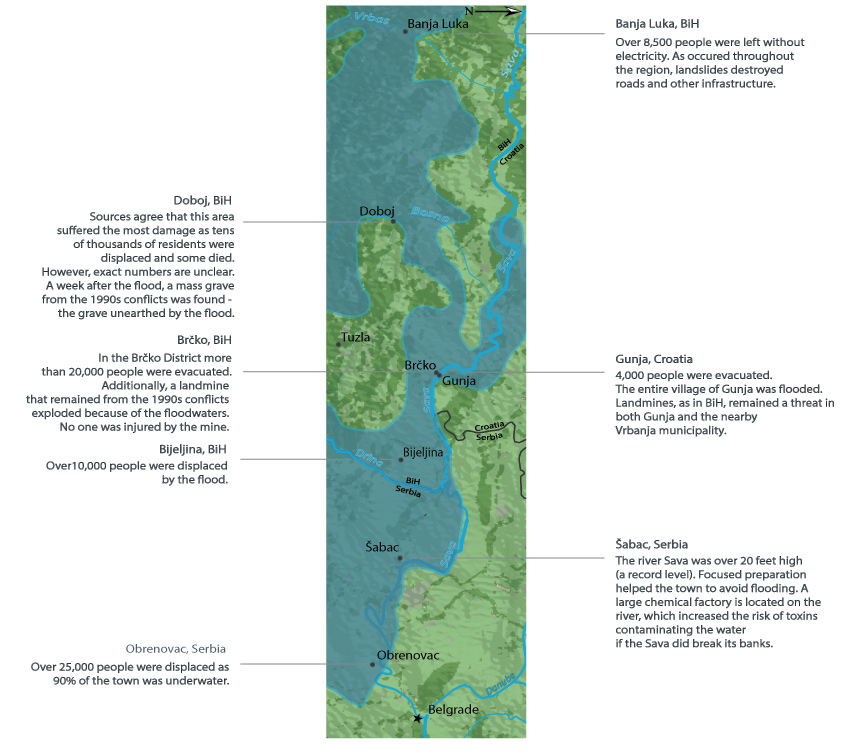 N
Vrbas
Banja Luka
Sava
BiH
Croatia
Doboj
Bosna
Sava
Tuzla
Brčko
Gunja
Sava
Croatia
Serbia
Drina
Bijeljina
BiH
Serbia
Šabac
Sava
Obrenovac
Danube
Belgrade
Doboj, BiH
Sources agree that this area
suffered the most damage as tens
of thousands of residents were
displaced and some died.
However, exact numbers are unclear.
A week after the flood, a mass grave
from the 1990s conflicts was found -
the grave unearthed by the flood.
Brčko, BiH
In the Brčko District more
than 20,000 people were evacuated.
Additionally, a landmine
that remained from the 1990s conflicts
exploded because of the floodwaters.
No one was injured by the mine.
Bijeljina, BiH
Over10,000 people were displaced
by the flood.
Obrenovac, Serbia
Over 25,000 people were displaced as
90% of the town was underwater.
Banja Luka, BiH
Over 8,500 people were left without
electricity. As occured throughout
the region, landslides destroyed
roads and other infrastructure.
Gunja, Croatia
4,000 people were evacuated.
The entire village of Gunja was flooded.
Landmines, as in BiH, remained a threat in
both Gunja and the nearby
Vrbanja municipality.
Šabac, Serbia
The river Sava was over 20 feet high
(a record level). Focused preparation
helped the town to avoid flooding. A
large chemical factory is located on the
river, which increased the risk of toxins
contaminating the water
if the Sava did break its banks.